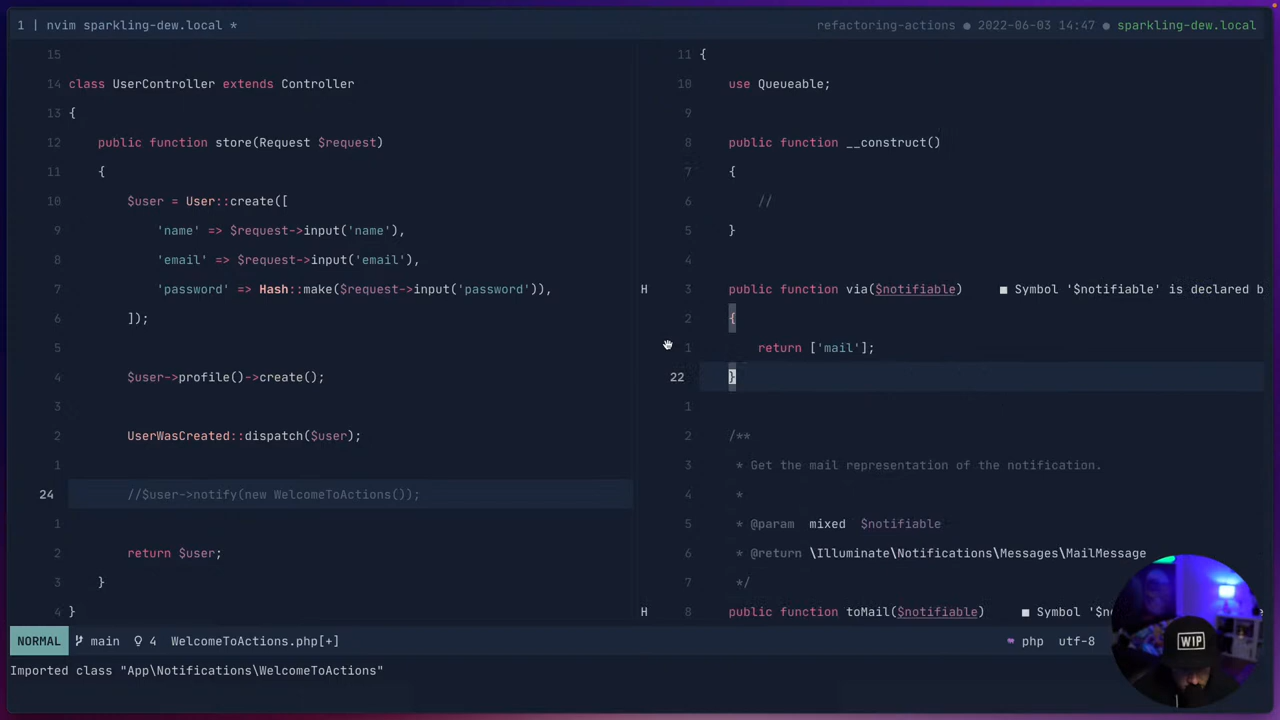 1 | nvim sparkling-dew.local *
refactoring-actions ● 2022-06-03 14:47 ● sparkling-dew.local
15
14 class UserController extends Controller
13 {
12 public function store(Request $request)
11 {
10 $user = User::create([
9 'name' => $request->input('name'),
8 'email' => $request->input('email'),
7 'password' => Hash::make($request->input('password')),
6 ]);
5
4 $user->profile()->create();
3
2 UserWasCreated::dispatch($user);
1
24 //$user->notify(new WelcomeToActions());
1
2 return $user;
3 }
4 }
11 {
10 use Queueable;
9
8 public function __construct()
7 {
6 //
5 }
4
H 3 public function via($notifiable) ■ Symbol '$notifiable' is declared b
2 {
1 return ['mail'];
22 }
1
2 /**
3 * Get the mail representation of the notification.
4 *
5 * @param mixed $notifiable
6 * @return \Illuminate\Notifications\Messages\MailMessage
7 */
H 8 public function toMail($notifiable) ■ Symbol '$n
NORMAL main 4 WelcomeToActions.php[+]
php utf-8
Imported class "App\Notifications\WelcomeToActions"
WIP